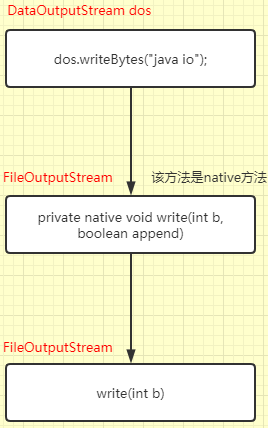 DataOutputStream dos
dos.writeBytes("java io");
FileOutputStream 该方法是native方法
private native void write(int b,
boolean append)
FileOutputStream
write(int b)